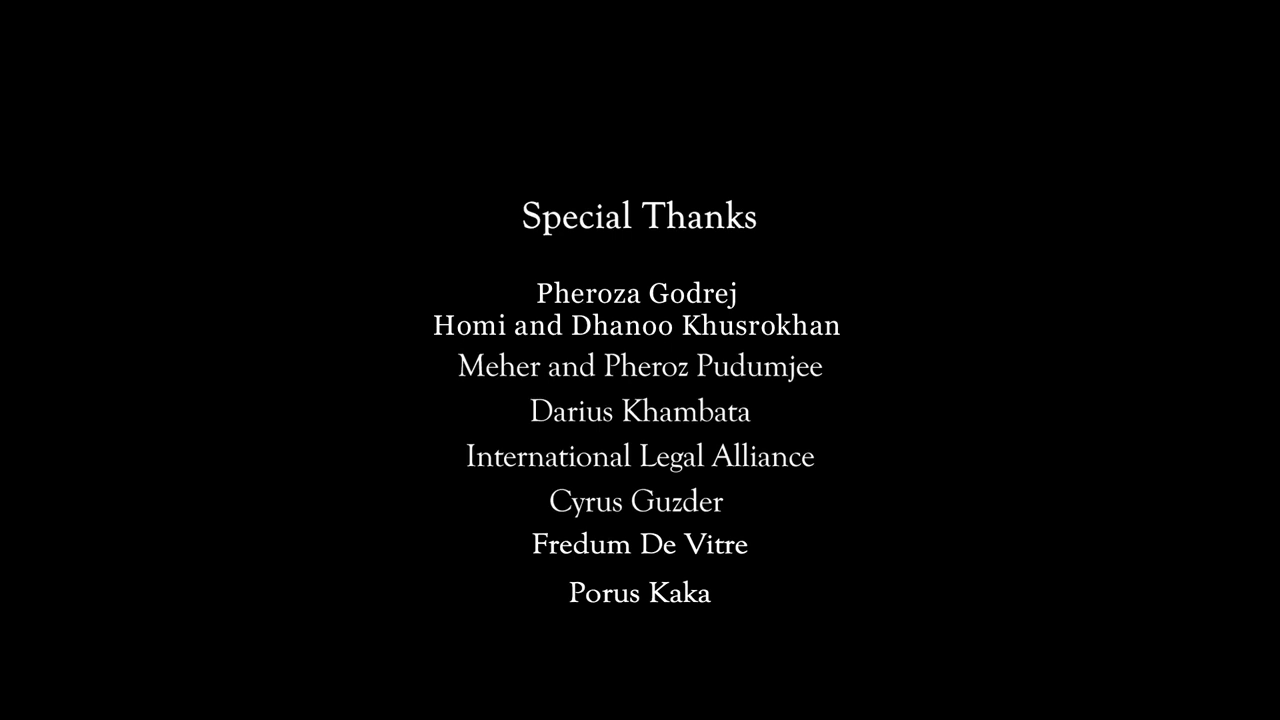 Special Thanks
Pheroza Godrej
Homi and Dhanoo Khusrokhan
Meher and Pheroz Pudumjee
Darius Khambata
International Legal Alliance
Cyrus Guzder
Fredum De Vitre
Porus Kaka